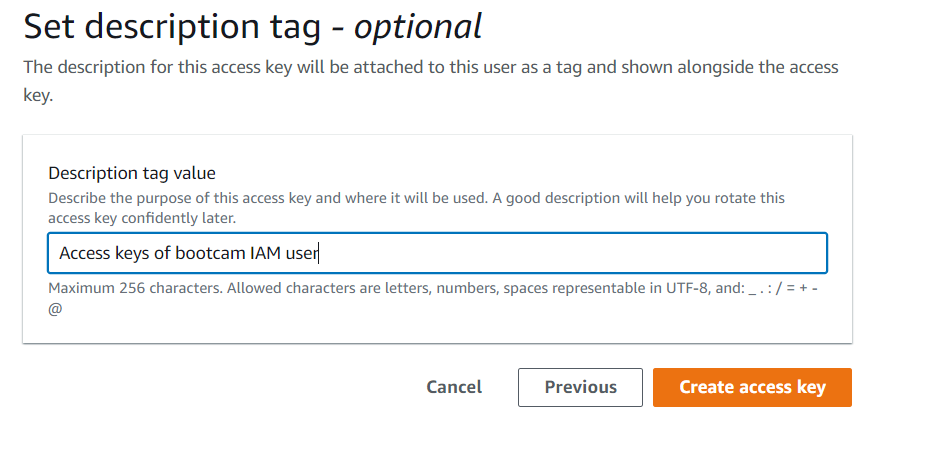 Set description tag - optional
The description for this access key will be attached to this user as a tag and shown alongside the access
key.
Description tag value
Describe the purpose of this access key and where it will be used. A good description will help you rotate this
access key confidently later.
Access keys of bootcam IAM user
Maximum 256 characters. Allowed characters are letters, numbers, spaces representable in UTF-8, and: _ . : / = + -
@
Cancel Previous Create access key